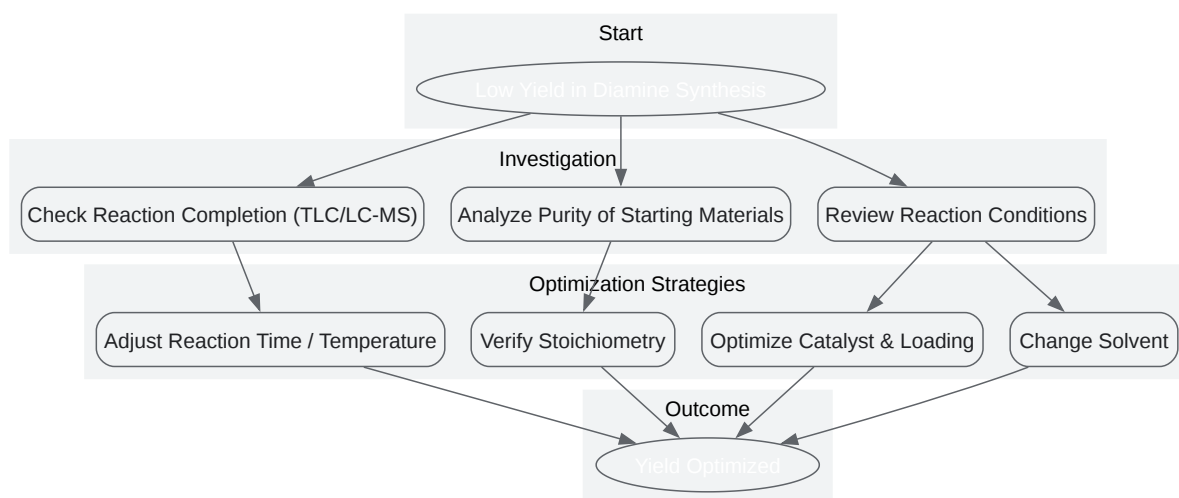 Start
Low Yield in Diamine Synthesis
Investigation
Check Reaction Completion (TLC/LC-MS)
Analyze Purity of Starting Materials
Review Reaction Conditions
Optimization Strategies
Adjust Reaction Time / Temperature
Verify Stoichiometry
Optimize Catalyst & Loading
Change Solvent
Outcome
Yield Optimized